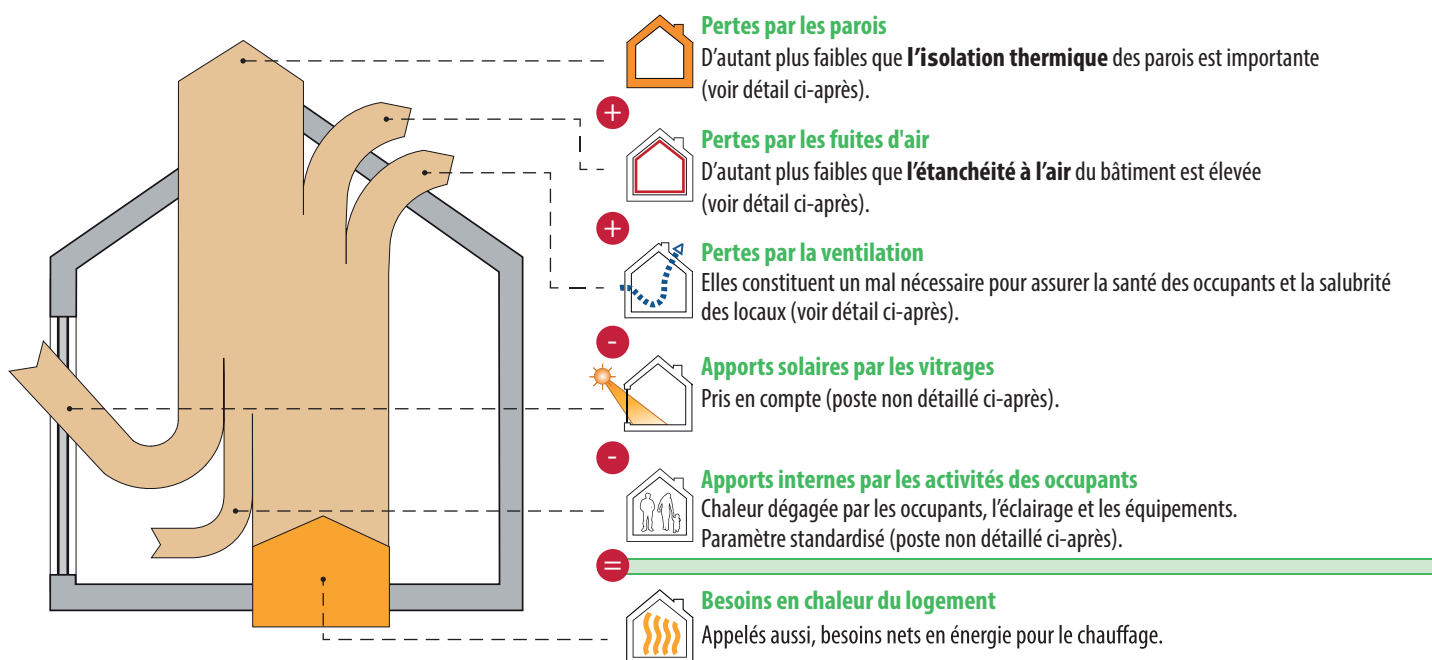 Pertes par les parois
D'autant plus faibles que l'isolation thermique des parois est importante
(voir détail ci-après).
+
Pertes par les fuites d'air
D'autant plus faibles que l'étanchéité à l'air du bâtiment est élevée
(voir détail ci-après).
+
Pertes par la ventilation
Elles constituent un mal nécessaire pour assurer la santé des occupants et la salubrité
des locaux (voir détail ci-après).
-
Apports solaires par les vitrages
Pris en compte (poste non détaillé ci-après).
-
Apports internes par les activités des occupants
Chaleur dégagée par les occupants, l'éclairage et les équipements.
Paramètre standardisé (poste non détaillé ci-après).
=
Besoins en chaleur du logement
Appelés aussi, besoins nets en énergie pour le chauffage.